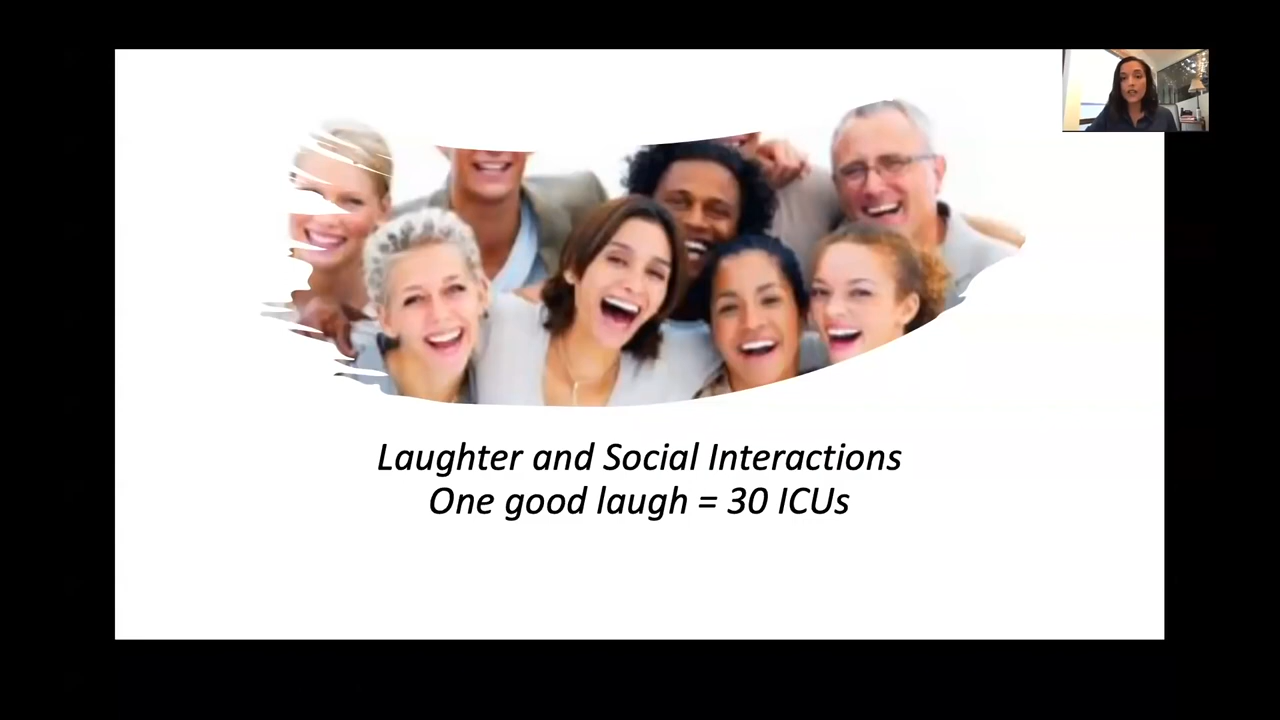 Laughter and Social Interactions
One good laugh = 30 ICUs